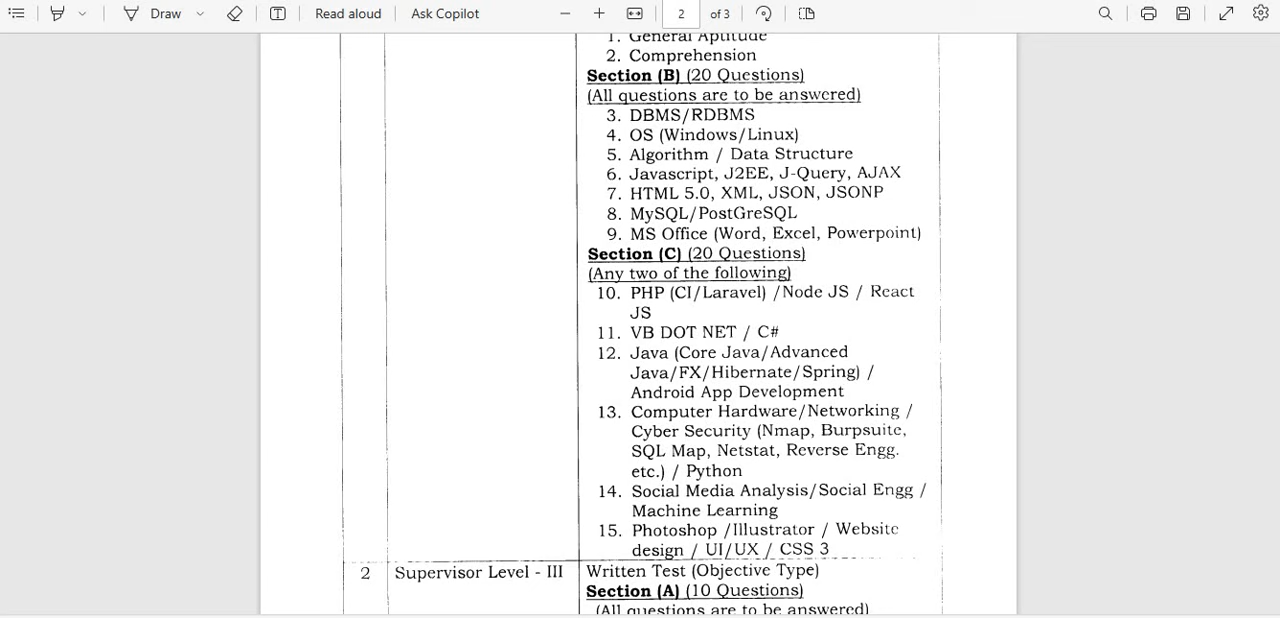 Draw
Read aloud
Ask Copilot
2 of 3
1. General Aptitude
2. Comprehension
Section (B) (20 Questions)
(All questions are to be answered)
3. DBMS/RDBMS
4. OS (Windows/Linux)
5. Algorithm / Data Structure
6. Javascript, J2EE, J-Query, AJAX
7. HTML 5.0, XML, JSON, JSONP
8. MySQL/PostGreSQL
9. MS Office (Word, Excel, Powerpoint)
Section (C) (20 Questions)
(Any two of the following)
10. PHP (CI/Laravel) /Node JS / React
JS
11. VB DOT NET / C#
12. Java (Core Java/Advanced
Java/FX/Hibernate/Spring) /
Android App Development
13. Computer Hardware/Networking /
Cyber Security (Nmap, Burpsuite,
SQL Map, Netstat, Reverse Engg.
etc.) / Python
14. Social Media Analysis/Social Engg /
Machine Learning
15. Photoshop /Illustrator / Website
design / UI/UX / CSS 3
2 Supervisor Level - III Written Test (Objective Type)
Section (A) (10 Questions)
(All questions are to be answered)